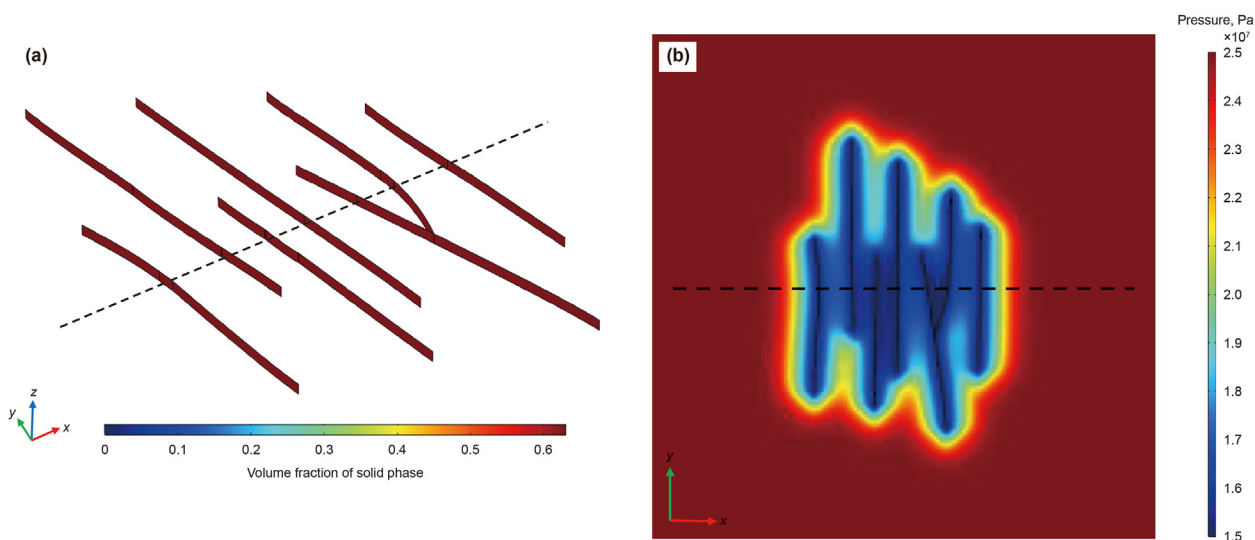 (a)
z
y
x
0 0.1 0.2 0.3 0.4 0.5 0.6
Volume fraction of solid phase
(b)
y
x
Pressure, Pa
×10⁷
2.5
2.4
2.3
2.2
2.1
2.0
1.9
1.8
1.7
1.6
1.5